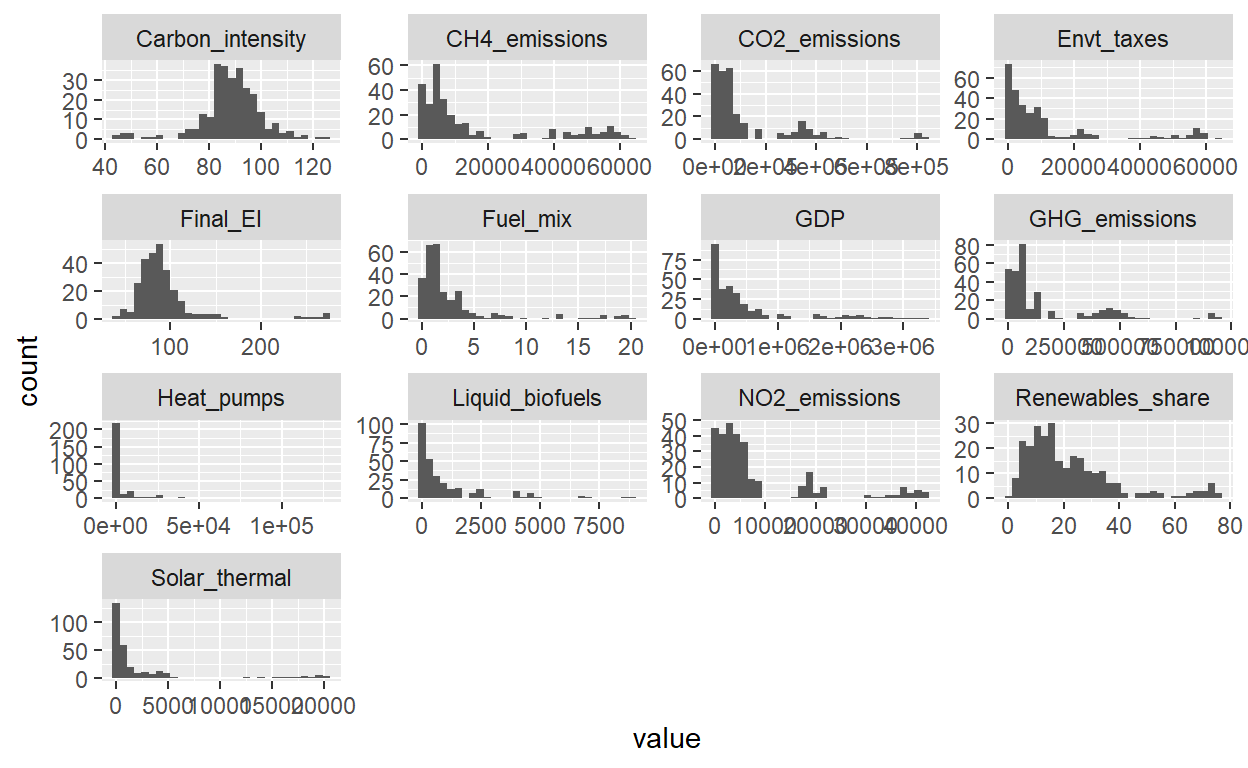 Carbon_intensity
30
20
10
0
40 60 80 100 120
CH4_emissions
60
40
20
0
0 20000 40000 60000
CO2_emissions
60
40
20
0
0e+00 2e+05 4e+05 6e+05 8e+05
Envt_taxes
60
40
20
0
0 20000 40000 60000
Final_EI
40
20
0
100 200
Fuel_mix
60
40
20
0
0 5 10 15 20
GDP
75
50
25
0
0e+00 1e+06 2e+06 3e+06
GHG_emissions
80
60
40
20
0
0 250000 500000 750000
Heat_pumps
200
150
100
50
0
0e+00 5e+04 1e+05
Liquid_biofuels
100
75
50
25
0
0 2500 5000 7500
NO2_emissions
50
40
30
20
10
0
0 10000 20000 30000 40000
Renewables_share
30
20
10
0
0 20 40 60 80
Solar_thermal
100
50
0
0 5000 10000 15000 20000
count
value